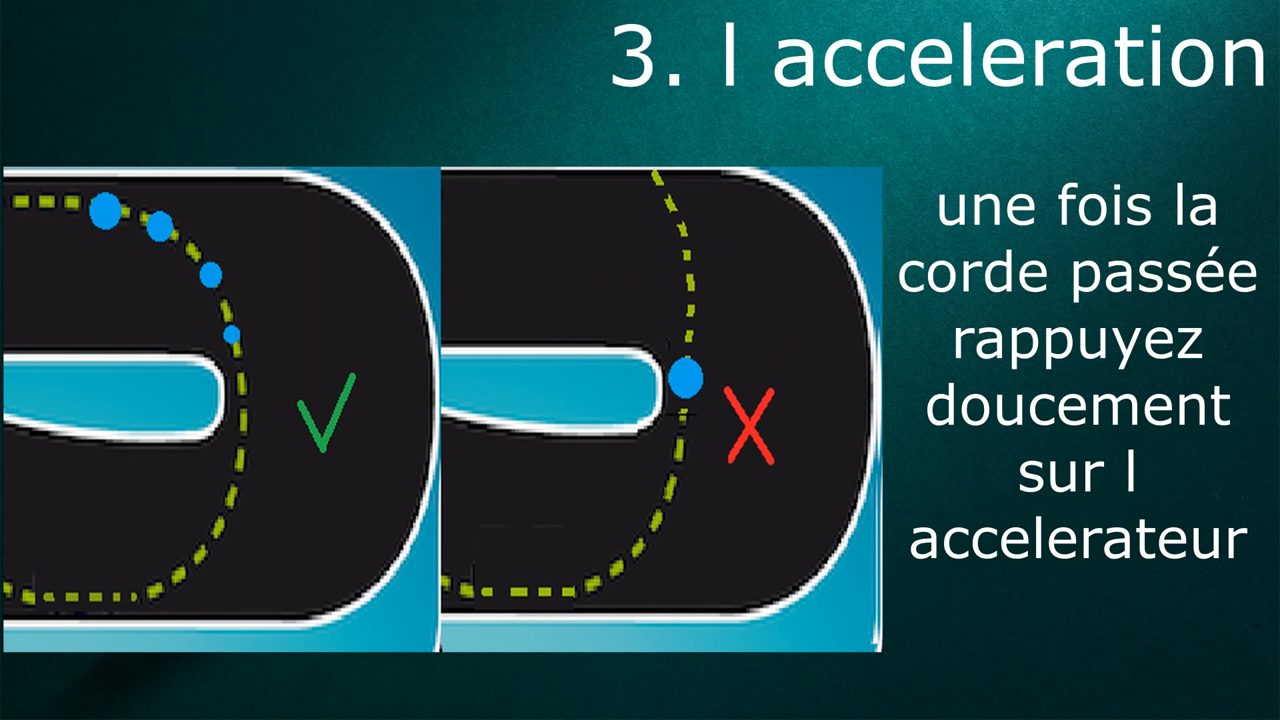 3. l acceleration
une fois la
corde passée
rappuyez
doucement
sur l
accelerateur